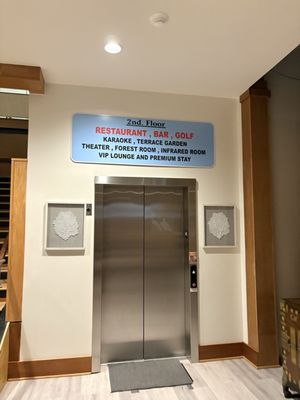 2nd. Floor
RESTAURANT , BAR , GOLF
KARAOKE , TERRACE GARDEN
THEATER , FOREST ROOM , INFRARED ROOM
VIP LOUNGE and PREMIUM STAY